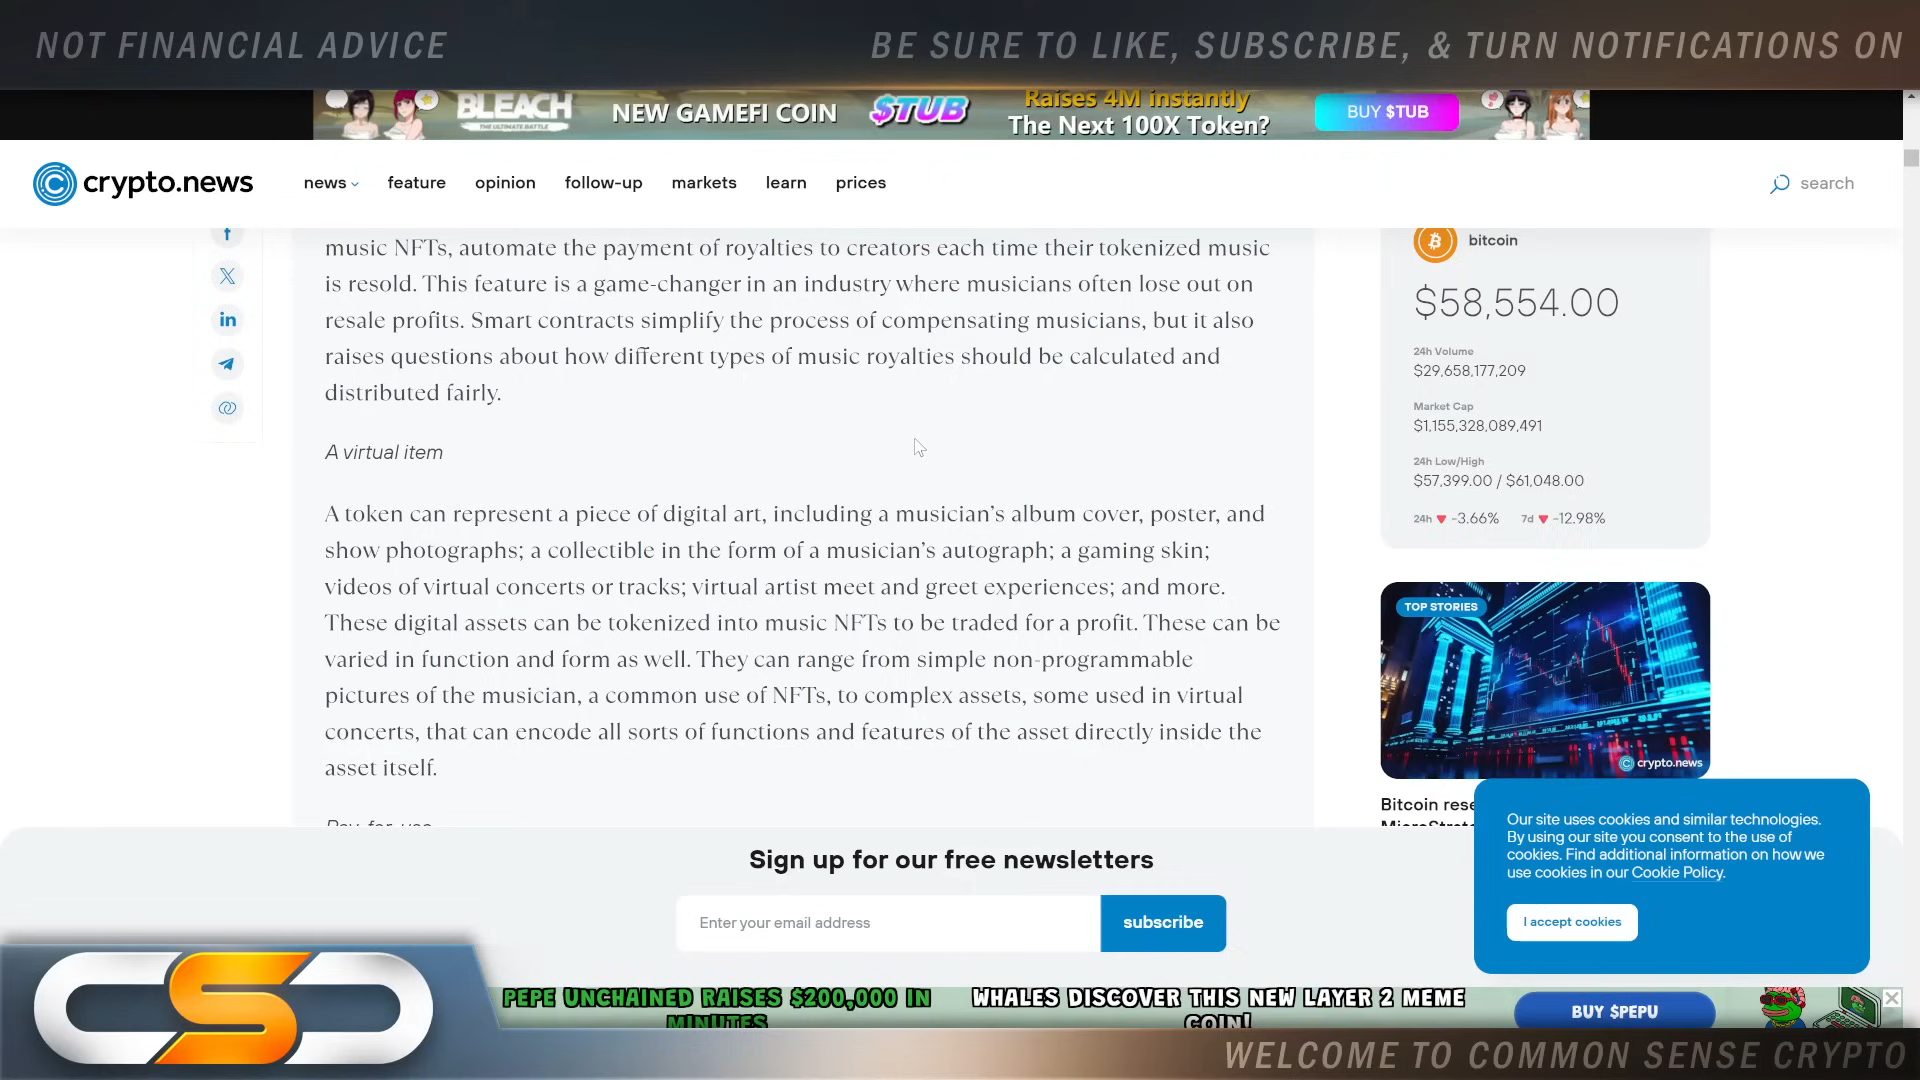 NOT FINANCIAL ADVICE
BE SURE TO LIKE, SUBSCRIBE, & TURN NOTIFICATIONS ON
BLEACH
THE ULTIMATE BATTLE
NEW GAMEFI COIN
$TUB
Raises 4M instantly
The Next 100X Token?
BUY $TUB
crypto.news
news
feature
opinion
follow-up
markets
learn
prices
search
music NFTs, automate the payment of royalties to creators each time their tokenized music
is resold. This feature is a game-changer in an industry where musicians often lose out on
resale profits. Smart contracts simplify the process of compensating musicians, but it also
raises questions about how different types of music royalties should be calculated and
distributed fairly.
A virtual item
A token can represent a piece of digital art, including a musician’s album cover, poster, and
show photographs; a collectible in the form of a musician’s autograph; a gaming skin;
videos of virtual concerts or tracks; virtual artist meet and greet experiences; and more.
These digital assets can be tokenized into music NFTs to be traded for a profit. These can be
varied in function and form as well. They can range from simple non-programmable
pictures of the musician, a common use of NFTs, to complex assets, some used in virtual
concerts, that can encode all sorts of functions and features of the asset directly inside the
asset itself.
Pay-for-use
bitcoin
$58,554.00
24h Volume
$29,658,177,209
Market Cap
$1,155,328,089,491
24h Low/High
$57,399.00 / $61,048.00
24h -3.66% 7d -12.98%
TOP STORIES
crypto.news
Bitcoin rese
MicroStrate
Our site uses cookies and similar technologies.
By using our site you consent to the use of
cookies. Find additional information on how we
use cookies in our Cookie Policy.
I accept cookies
Sign up for our free newsletters
Enter your email address
subscribe
CSC
PEPE UNCHAINED RAISES $200,000 IN
MINUTES
WHALES DISCOVER THIS NEW LAYER 2 MEME
COIN!
BUY $PEPU
WELCOME TO COMMON SENSE CRYPTO